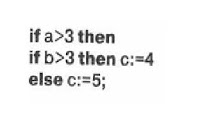 if a>3 then
if b>3 then c:=4
else c:=5;